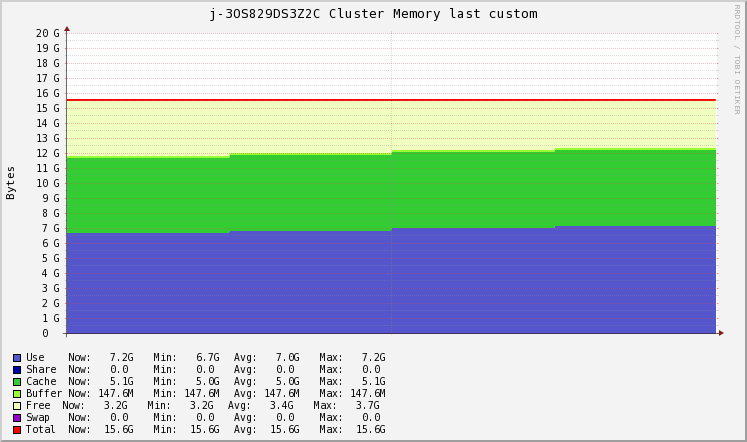 j-3OS829DS3Z2C Cluster Memory last custom
RRDTOOL / TOBI OETIKER
Bytes
20 G
19 G
18 G
17 G
16 G
15 G
14 G
13 G
12 G
11 G
10 G
9 G
8 G
7 G
6 G
5 G
4 G
3 G
2 G
1 G
0
Use Now: 7.2G Min: 6.7G Avg: 7.0G Max: 7.2G
Share Now: 0.0 Min: 0.0 Avg: 0.0 Max: 0.0
Cache Now: 5.1G Min: 5.0G Avg: 5.0G Max: 5.1G
Buffer Now: 147.6M Min: 147.6M Avg: 147.6M Max: 147.6M
Free Now: 3.2G Min: 3.2G Avg: 3.4G Max: 3.7G
Swap Now: 0.0 Min: 0.0 Avg: 0.0 Max: 0.0
Total Now: 15.6G Min: 15.6G Avg: 15.6G Max: 15.6G